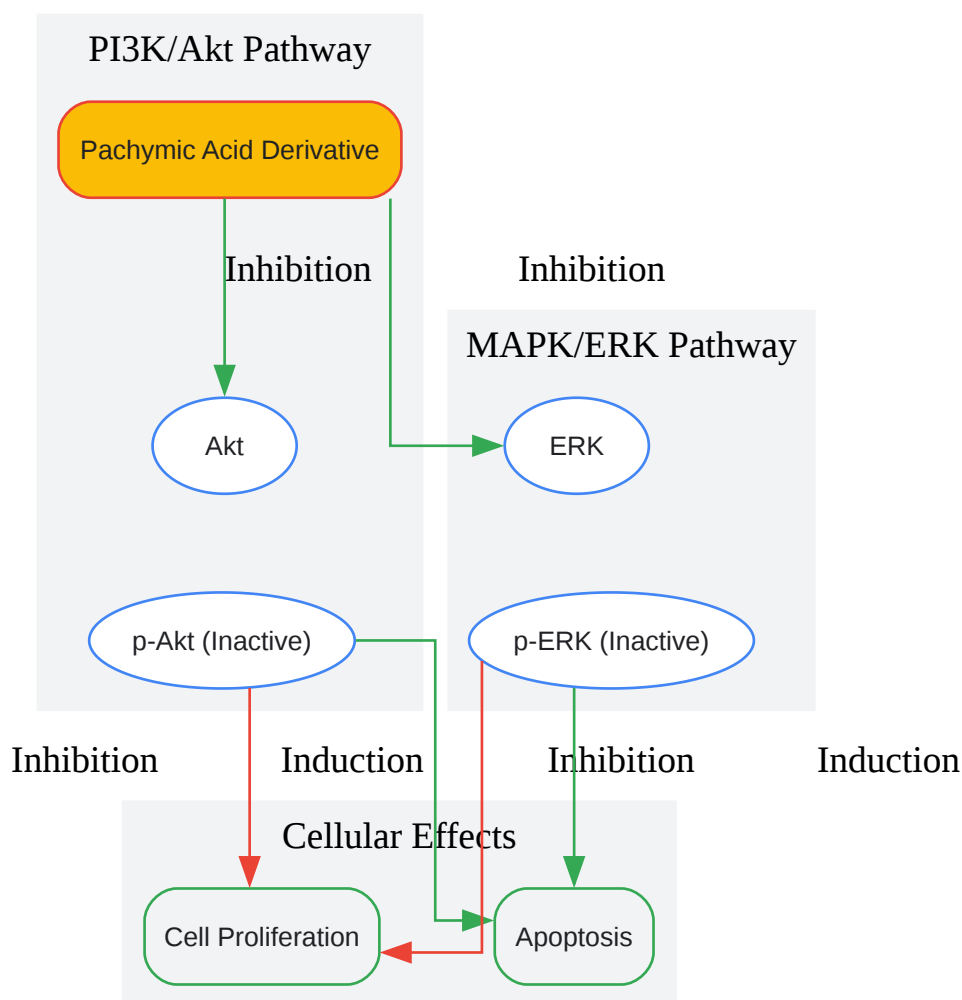 PI3K/Akt Pathway
Pachymic Acid Derivative
Inhibition
Inhibition
MAPK/ERK Pathway
Akt
ERK
p-Akt (Inactive)
p-ERK (Inactive)
Inhibition
Induction
Inhibition
Induction
Cellular Effects
Cell Proliferation
Apoptosis